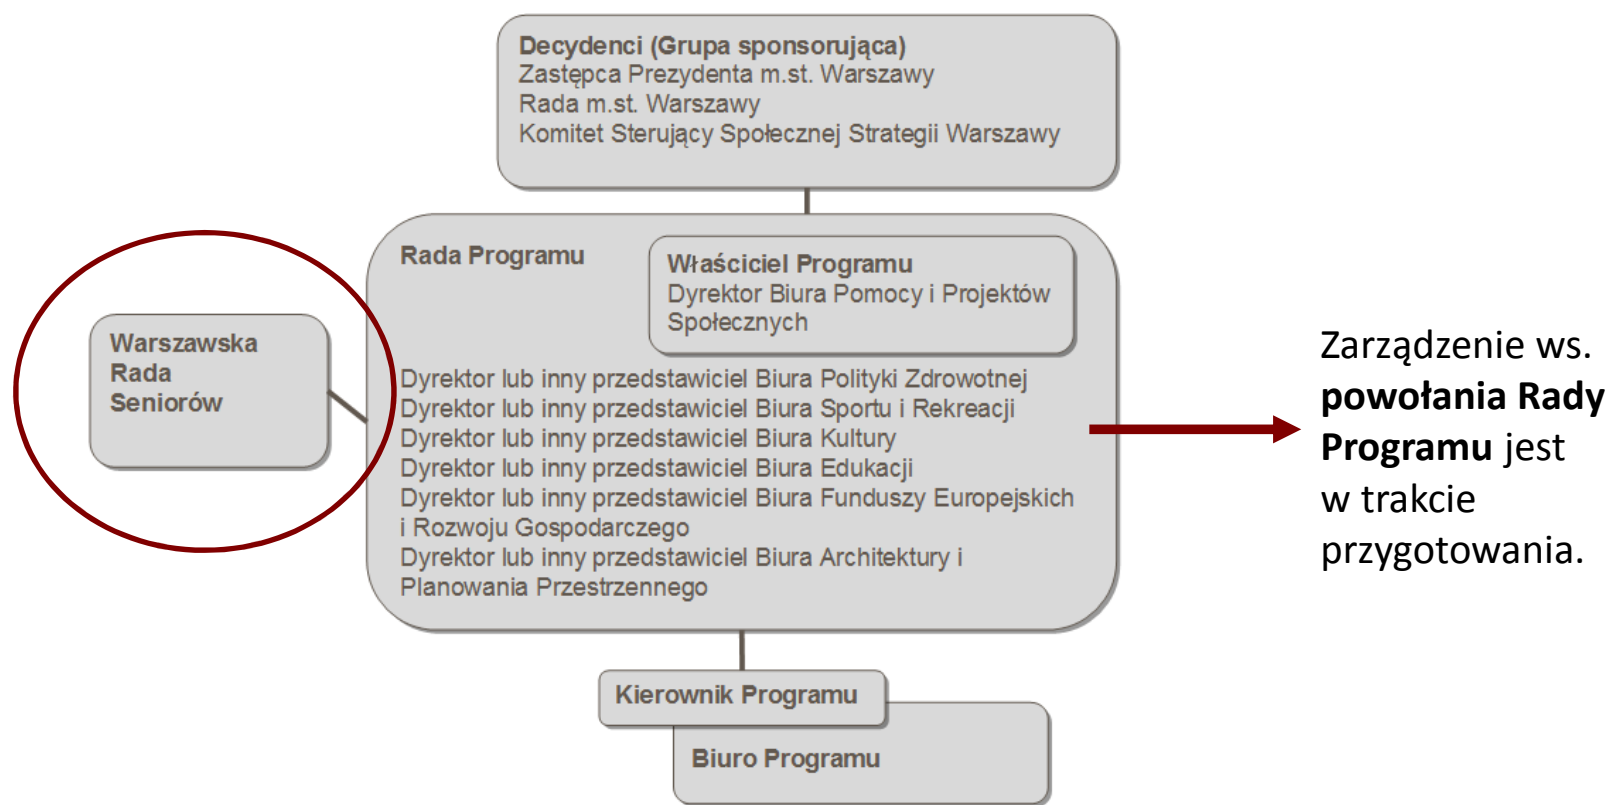 Decydenci (Grupa sponsorująca)
Zastępca Prezydenta m.st. Warszawy
Rada m.st. Warszawy
Komitet Sterujący Społecznej Strategii Warszawy
Rada Programu
Właściciel Programu
Dyrektor Biura Pomocy i Projektów
Społecznych
Dyrektor lub inny przedstawiciel Biura Polityki Zdrowotnej
Dyrektor lub inny przedstawiciel Biura Sportu i Rekreacji
Dyrektor lub inny przedstawiciel Biura Kultury
Dyrektor lub inny przedstawiciel Biura Edukacji
Dyrektor lub inny przedstawiciel Biura Funduszy Europejskich
i Rozwoju Gospodarczego
Dyrektor lub inny przedstawiciel Biura Architektury i
Planowania Przestrzennego
Warszawska
Rada
Seniorów
Zarządzenie ws.
powołania Rady
Programu jest
w trakcie
przygotowania.
Kierownik Programu
Biuro Programu